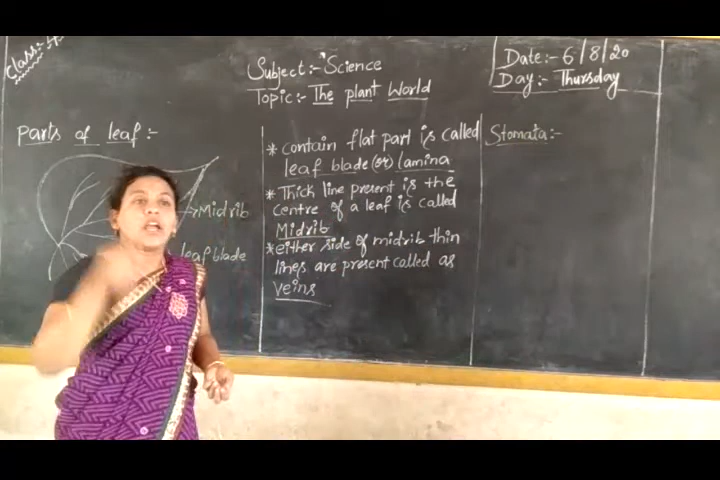 Class:- 4
Subject:- Science
Topic:- The plant World
Date:- 6/8/20
Day:- Thursday
Parts of leaf:-
Midrib
leaf blade
* contain flat part is called
leaf blade (or) lamina
* Thick line present is the
centre of a leaf is called
Midrib
* either side of midrib thin
lines are present called as
veins
Stomata:-